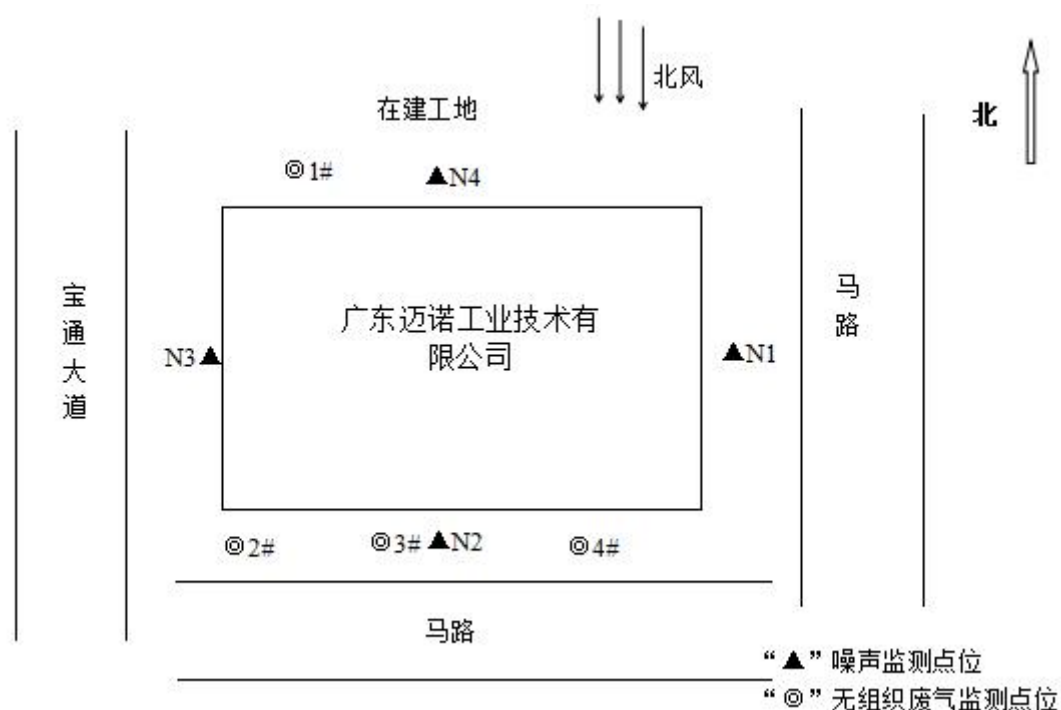 北风
在建工地
北
◎1#
▲N4
宝通大道
马路
广东迈诺工业技术有
限公司
N3▲
▲N1
◎2#
◎3#
▲N2
◎4#
马路
“▲”噪声监测点位
“◎”无组织废气监测点位